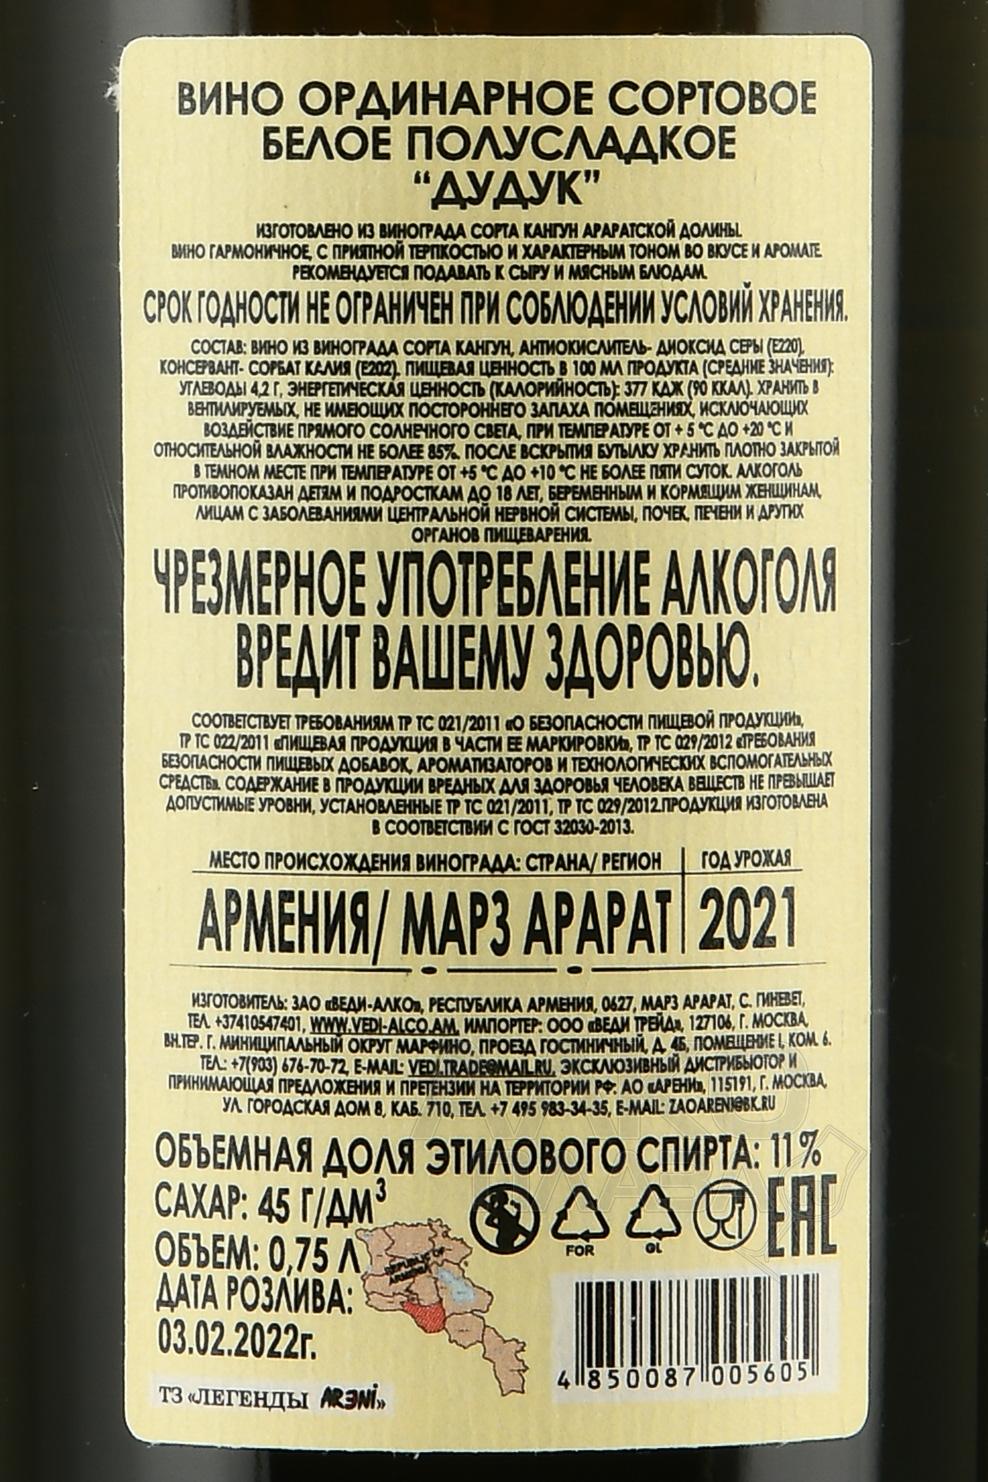 ВИНО ОРДИНАРНОЕ СОРТОВОЕ
БЕЛОЕ ПОЛУСЛАДКОЕ
“ДУДУК”
ИЗГОТОВЛЕНО ИЗ ВИНОГРАДА СОРТА КАНГУН АРАРАТСКОЙ ДОЛИНЫ.
ВИНО ГАРМОНИЧНОЕ, С ПРИЯТНОЙ ТЕРПКОСТЬЮ И ХАРАКТЕРНЫМ ТОНОМ ВО ВКУСЕ И АРОМАТЕ.
РЕКОМЕНДУЕТСЯ ПОДАВАТЬ К СЫРУ И МЯСНЫМ БЛЮДАМ.
СРОК ГОДНОСТИ НЕ ОГРАНИЧЕН ПРИ СОБЛЮДЕНИИ УСЛОВИЙ ХРАНЕНИЯ.
СОСТАВ: ВИНО ИЗ ВИНОГРАДА СОРТА КАНГУН, АНТИОКИСЛИТЕЛЬ- ДИОКСИД СЕРЫ (Е220),
КОНСЕРВАНТ- СОРБАТ КАЛИЯ (Е202). ПИЩЕВАЯ ЦЕННОСТЬ В 100 МЛ ПРОДУКТА (СРЕДНИЕ ЗНАЧЕНИЯ):
УГЛЕВОДЫ 4,2 Г, ЭНЕРГЕТИЧЕСКАЯ ЦЕННОСТЬ (КАЛОРИЙНОСТЬ): 377 КДЖ (90 ККАЛ). ХРАНИТЬ В
ВЕНТИЛИРУЕМЫХ, НЕ ИМЕЮЩИХ ПОСТОРОННЕГО ЗАПАХА ПОМЕЩЕНИЯХ, ИСКЛЮЧАЮЩИХ
ВОЗДЕЙСТВИЕ ПРЯМОГО СОЛНЕЧНОГО СВЕТА, ПРИ ТЕМПЕРАТУРЕ ОТ + 5 °С ДО +20 °С И
ОТНОСИТЕЛЬНОЙ ВЛАЖНОСТИ НЕ БОЛЕЕ 85%. ПОСЛЕ ВСКРЫТИЯ БУТЫЛКУ ХРАНИТЬ ПЛОТНО ЗАКРЫТОЙ
В ТЕМНОМ МЕСТЕ ПРИ ТЕМПЕРАТУРЕ ОТ +5 °С ДО +10 °С НЕ БОЛЕЕ ПЯТИ СУТОК. АЛКОГОЛЬ
ПРОТИВОПОКАЗАН ДЕТЯМ И ПОДРОСТКАМ ДО 18 ЛЕТ, БЕРЕМЕННЫМ И КОРМЯЩИМ ЖЕНЩИНАМ,
ЛИЦАМ С ЗАБОЛЕВАНИЯМИ ЦЕНТРАЛЬНОЙ НЕРВНОЙ СИСТЕМЫ, ПОЧЕК, ПЕЧЕНИ И ДРУГИХ
ОРГАНОВ ПИЩЕВАРЕНИЯ.
ЧРЕЗМЕРНОЕ УПОТРЕБЛЕНИЕ АЛКОГОЛЯ
ВРЕДИТ ВАШЕМУ ЗДОРОВЬЮ.
СООТВЕТСТВУЕТ ТРЕБОВАНИЯМ ТР ТС 021/2011 «О БЕЗОПАСНОСТИ ПИЩЕВОЙ ПРОДУКЦИИ»,
ТР ТС 022/2011 «ПИЩЕВАЯ ПРОДУКЦИЯ В ЧАСТИ ЕЕ МАРКИРОВКИ», ТР ТС 029/2012 «ТРЕБОВАНИЯ
БЕЗОПАСНОСТИ ПИЩЕВЫХ ДОБАВОК, АРОМАТИЗАТОРОВ И ТЕХНОЛОГИЧЕСКИХ ВСПОМОГАТЕЛЬНЫХ
СРЕДСТВ». СОДЕРЖАНИЕ В ПРОДУКЦИИ ВРЕДНЫХ ДЛЯ ЗДОРОВЬЯ ЧЕЛОВЕКА ВЕЩЕСТВ НЕ ПРЕВЫШАЕТ
ДОПУСТИМЫЕ УРОВНИ, УСТАНОВЛЕННЫЕ ТР ТС 021/2011, ТР ТС 029/2012.ПРОДУКЦИЯ ИЗГОТОВЛЕНА
В СООТВЕТСТВИИ С ГОСТ 32030-2013.
МЕСТО ПРОИСХОЖДЕНИЯ ВИНОГРАДА: СТРАНА/ РЕГИОН ГОД УРОЖАЯ
АРМЕНИЯ/ МАРЗ АРАРАТ 2021
ИЗГОТОВИТЕЛЬ: ЗАО «ВЕДИ-АЛКО», РЕСПУБЛИКА АРМЕНИЯ, 0627, МАРЗ АРАРАТ, С. ГИНЕВЕТ,
ТЕЛ. +37410547401, WWW.VEDI-ALCO.AM. ИМПОРТЕР: ООО «ВЕДИ ТРЕЙД», 127106, Г. МОСКВА,
ВН.ТЕР. Г. МУНИЦИПАЛЬНЫЙ ОКРУГ МАРФИНО, ПРОЕЗД ГОСТИНИЧНЫЙ, Д. 4Б, ПОМЕЩЕНИЕ I, КОМ. 6.
ТЕЛ.: +7(903) 676-70-72, E-MAIL: VEDI.TRADE@MAIL.RU. ЭКСКЛЮЗИВНЫЙ ДИСТРИБЬЮТОР И
ПРИНИМАЮЩАЯ ПРЕДЛОЖЕНИЯ И ПРЕТЕНЗИИ НА ТЕРРИТОРИИ РФ: АО «АРЕНИ», 115191, Г. МОСКВА,
УЛ. ГОРОДСКАЯ ДОМ 8, КАБ. 710, ТЕЛ. +7 495 983-34-35, E-MAIL: ZAOARENI@BK.RU
ОБЪЕМНАЯ ДОЛЯ ЭТИЛОВОГО СПИРТА: 11%
САХАР: 45 Г/ДМ³
FOR GL EAC
ОБЪЕМ: 0,75 Л
REPUBLIC OF
ARMENIA
ДАТА РОЗЛИВА:
03.02.2022г.
4 850087 005605
ТЗ «ЛЕГЕНДЫ ARENI»